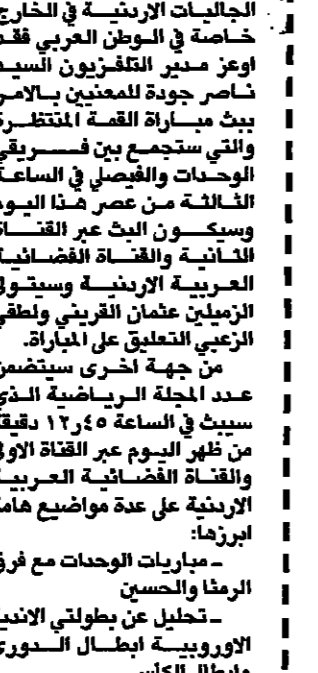 الجاليات الاردنية في الخارج
خاصة في الوطن العربي فقد
اوعز مدير التلفزيون السيد
ناصر جودة للمعنيين بالامر
ببث مباراة القمة المنتظرة
والتي ستجمع بين فريقي
الوحدات والفيصلي في الساعة
الثالثة من عصر هذا اليوم
وسيكون البث عبر القناة
الثانية والقناة الفضائية
العربية الاردنية وسيتولى
الزميلين عثمان القريني ولطفي
الزعبي التعليق على المباراة.
من جهة اخرى سيتضمن
عدد المجلة الرياضية الذي
سيبث في الساعة ٤٥ر١٢ دقيقة
من ظهر اليوم عبر القناة الاولى
والقناة الفضائية العربية
الاردنية على عدة مواضيع هامة
ابرزها:
ـ مباريات الوحدات مع فرق
الرمثا والحسين
ـ تحليل عن بطولتي الاندية
الاوروبية ابطال الدوري
وابطال الكأس